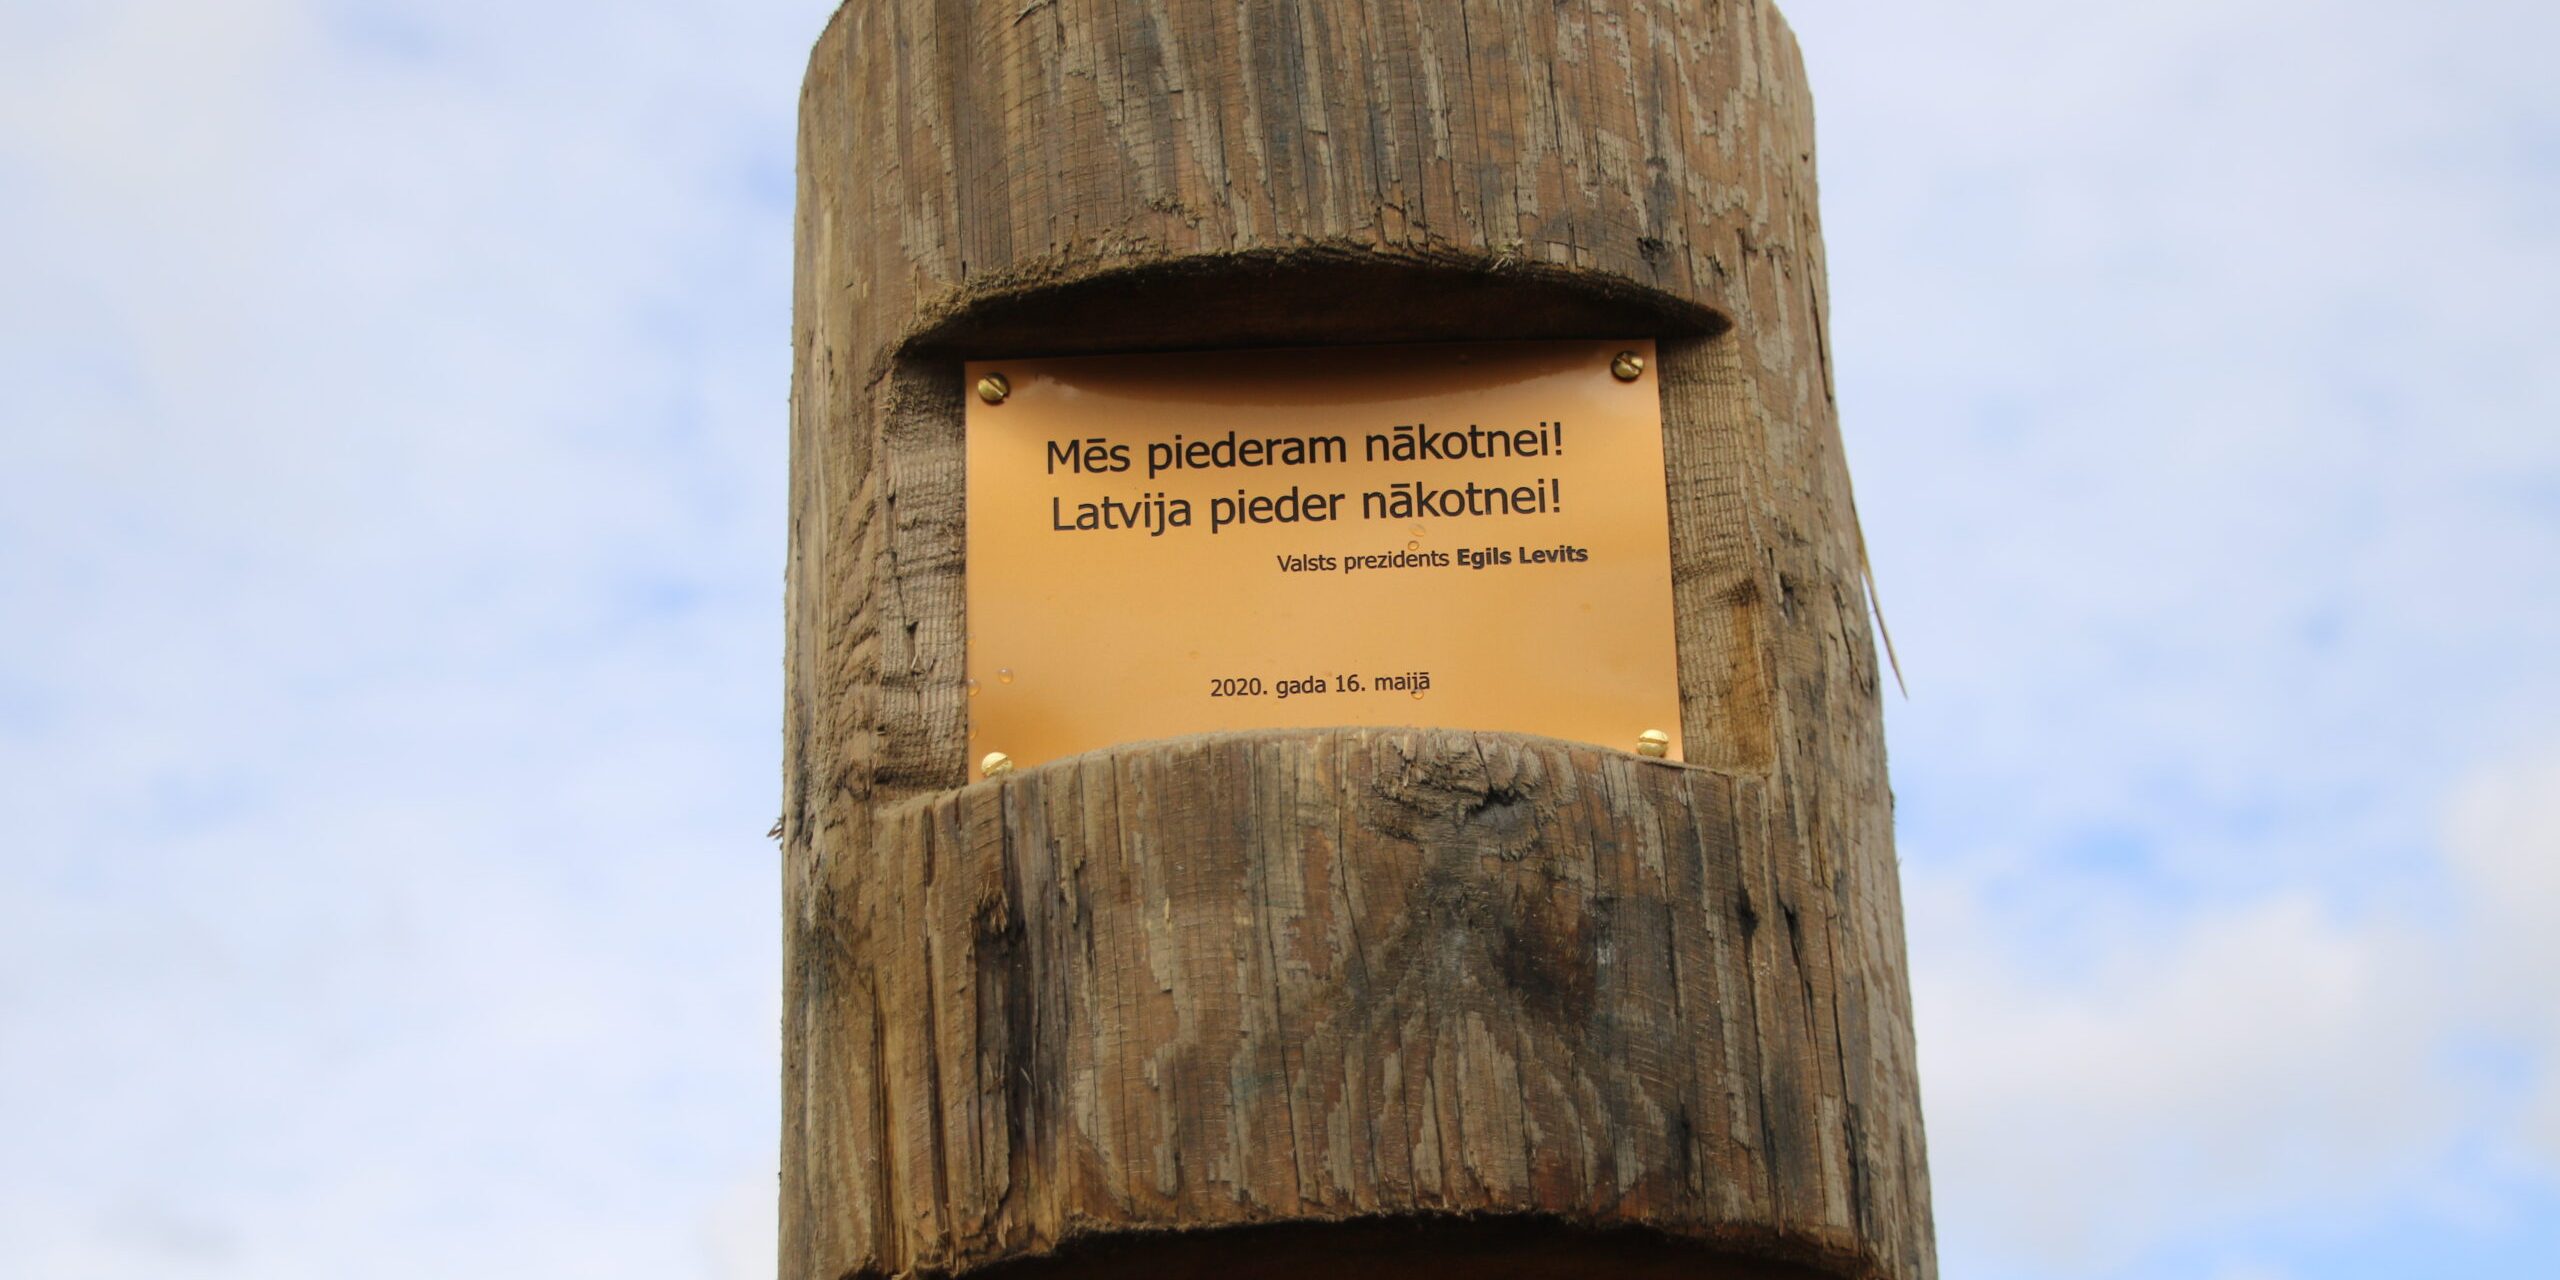 Mēs piederam nākotnei!
Latvija pieder nākotnei!
Valsts prezidents Egils Levits
2020. gada 16. maijā